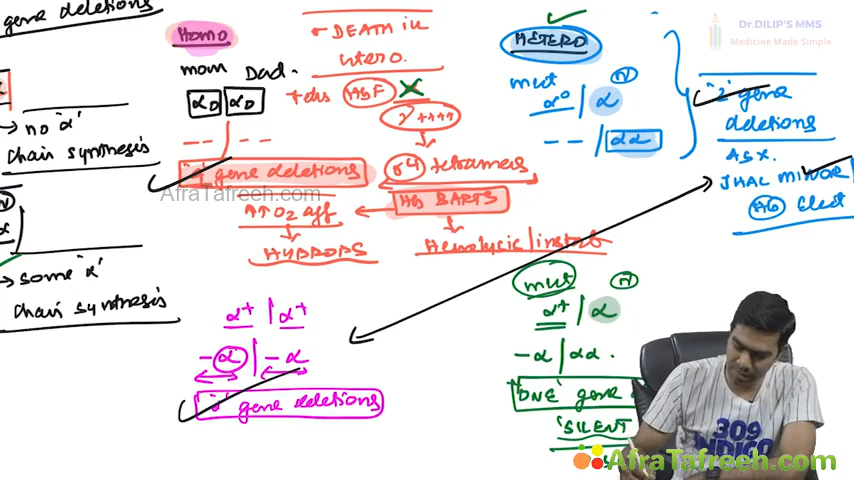 gene deletions
→ no 'α'
chain synthesis
→ some 'α'
chain synthesis
HOMO
mom Dad.
α0 α0
-- | --
gene deletions
DEATH in
utero.
HbF X
γ++++
γ4 tetramers
Hb BARTS
↑↑ O2 aff
HYDROPS
Hemolytic/instab
α+ | α+
-α | -α
"2" gene deletions
HETERO
mut N
α0 | α
-- | αα
"2" gene
deletions
ASX.
THAL MINOR
Hb Elect
mut N
α+ | α
-α | αα.
"ONE" gene
'SILENT
Dr.DILIP'S MMS
Medicine Made Simple
309
INDIGO
AfraTafreeh.com
AfraTafreeh.com